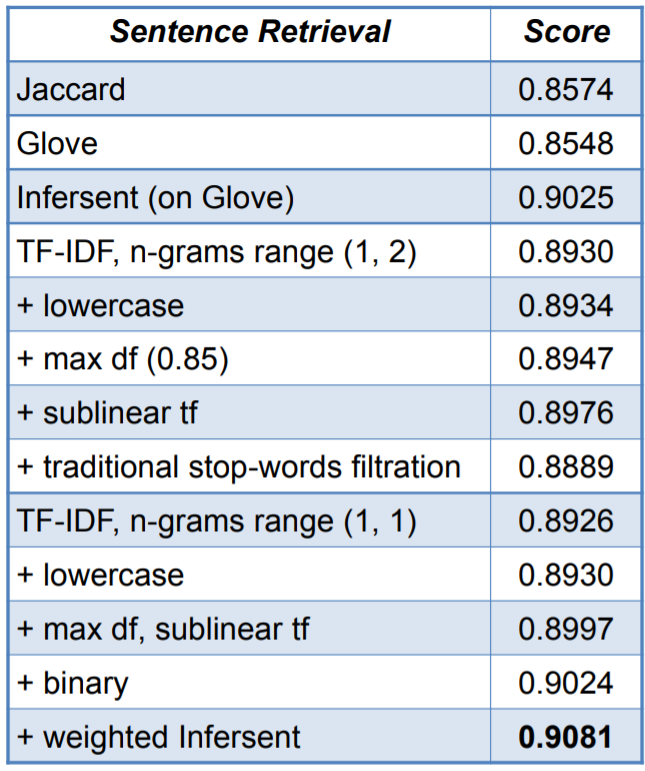 Sentence Retrieval Score
Jaccard 0.8574
Glove 0.8548
Infersent (on Glove) 0.9025
TF-IDF, n-grams range (1, 2) 0.8930
+ lowercase 0.8934
+ max df (0.85) 0.8947
+ sublinear tf 0.8976
+ traditional stop-words filtration 0.8889
TF-IDF, n-grams range (1, 1) 0.8926
+ lowercase 0.8930
+ max df, sublinear tf 0.8997
+ binary 0.9024
+ weighted Infersent 0.9081